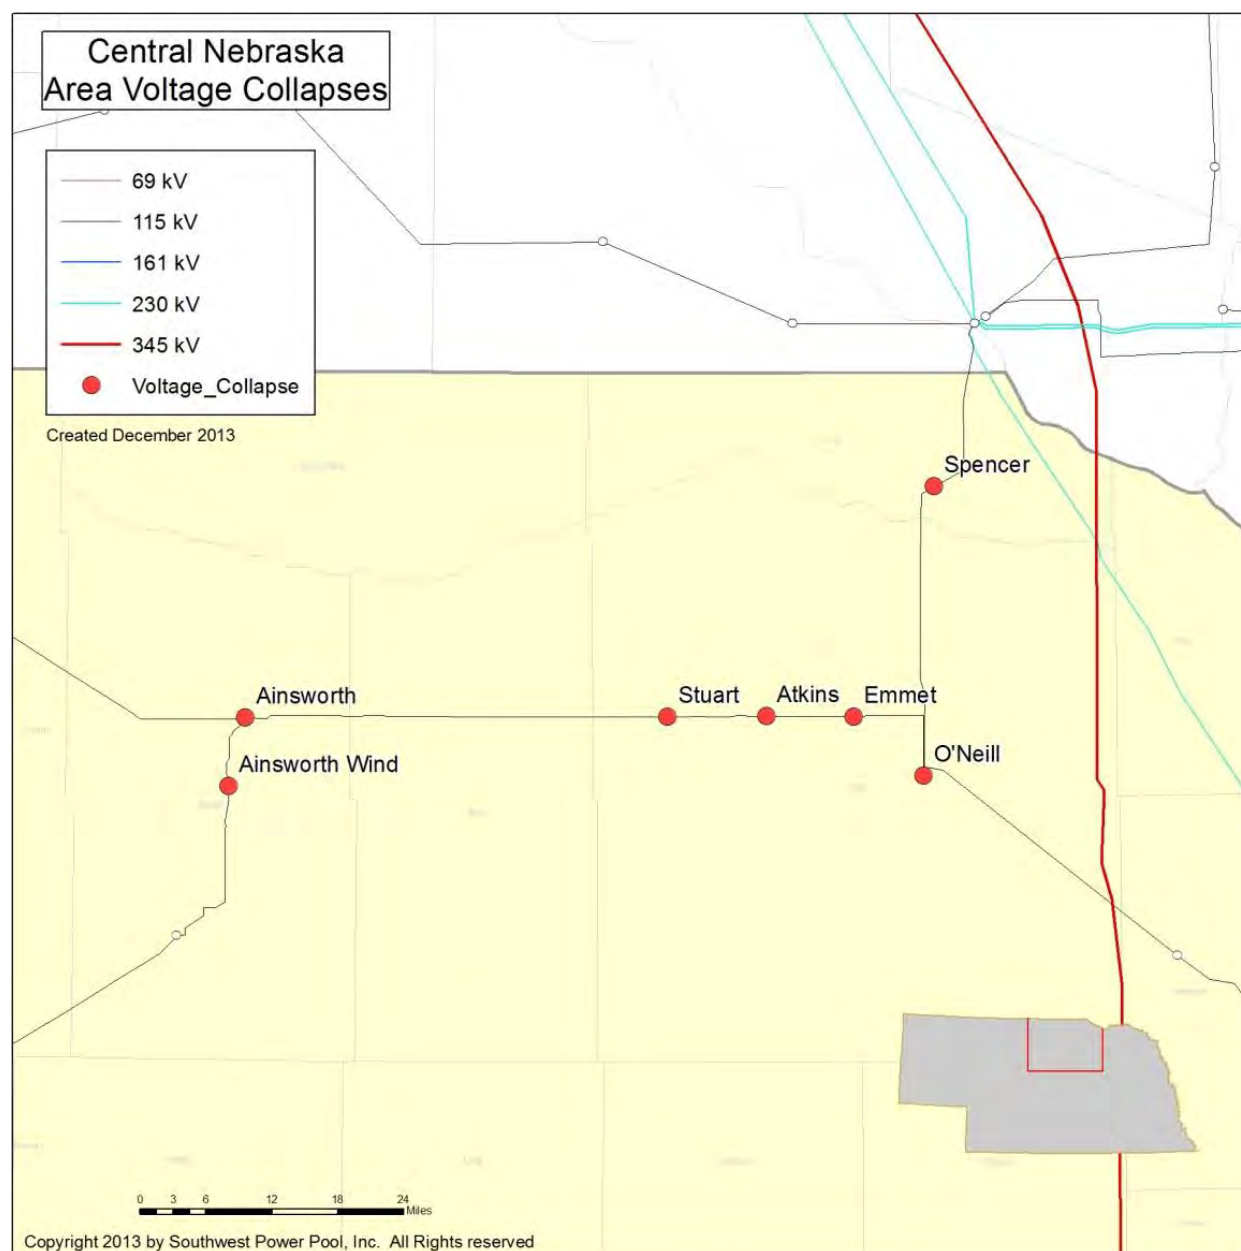 Central Nebraska
Area Voltage Collapses
69 kV
115 kV
161 kV
230 kV
345 kV
Voltage_Collapse
Created December 2013
Spencer
Ainsworth
Stuart
Atkins
Emmet
Ainsworth Wind
O'Neill
0 3 6 12 18 24
Miles
Copyright 2013 by Southwest Power Pool, Inc. All Rights reserved